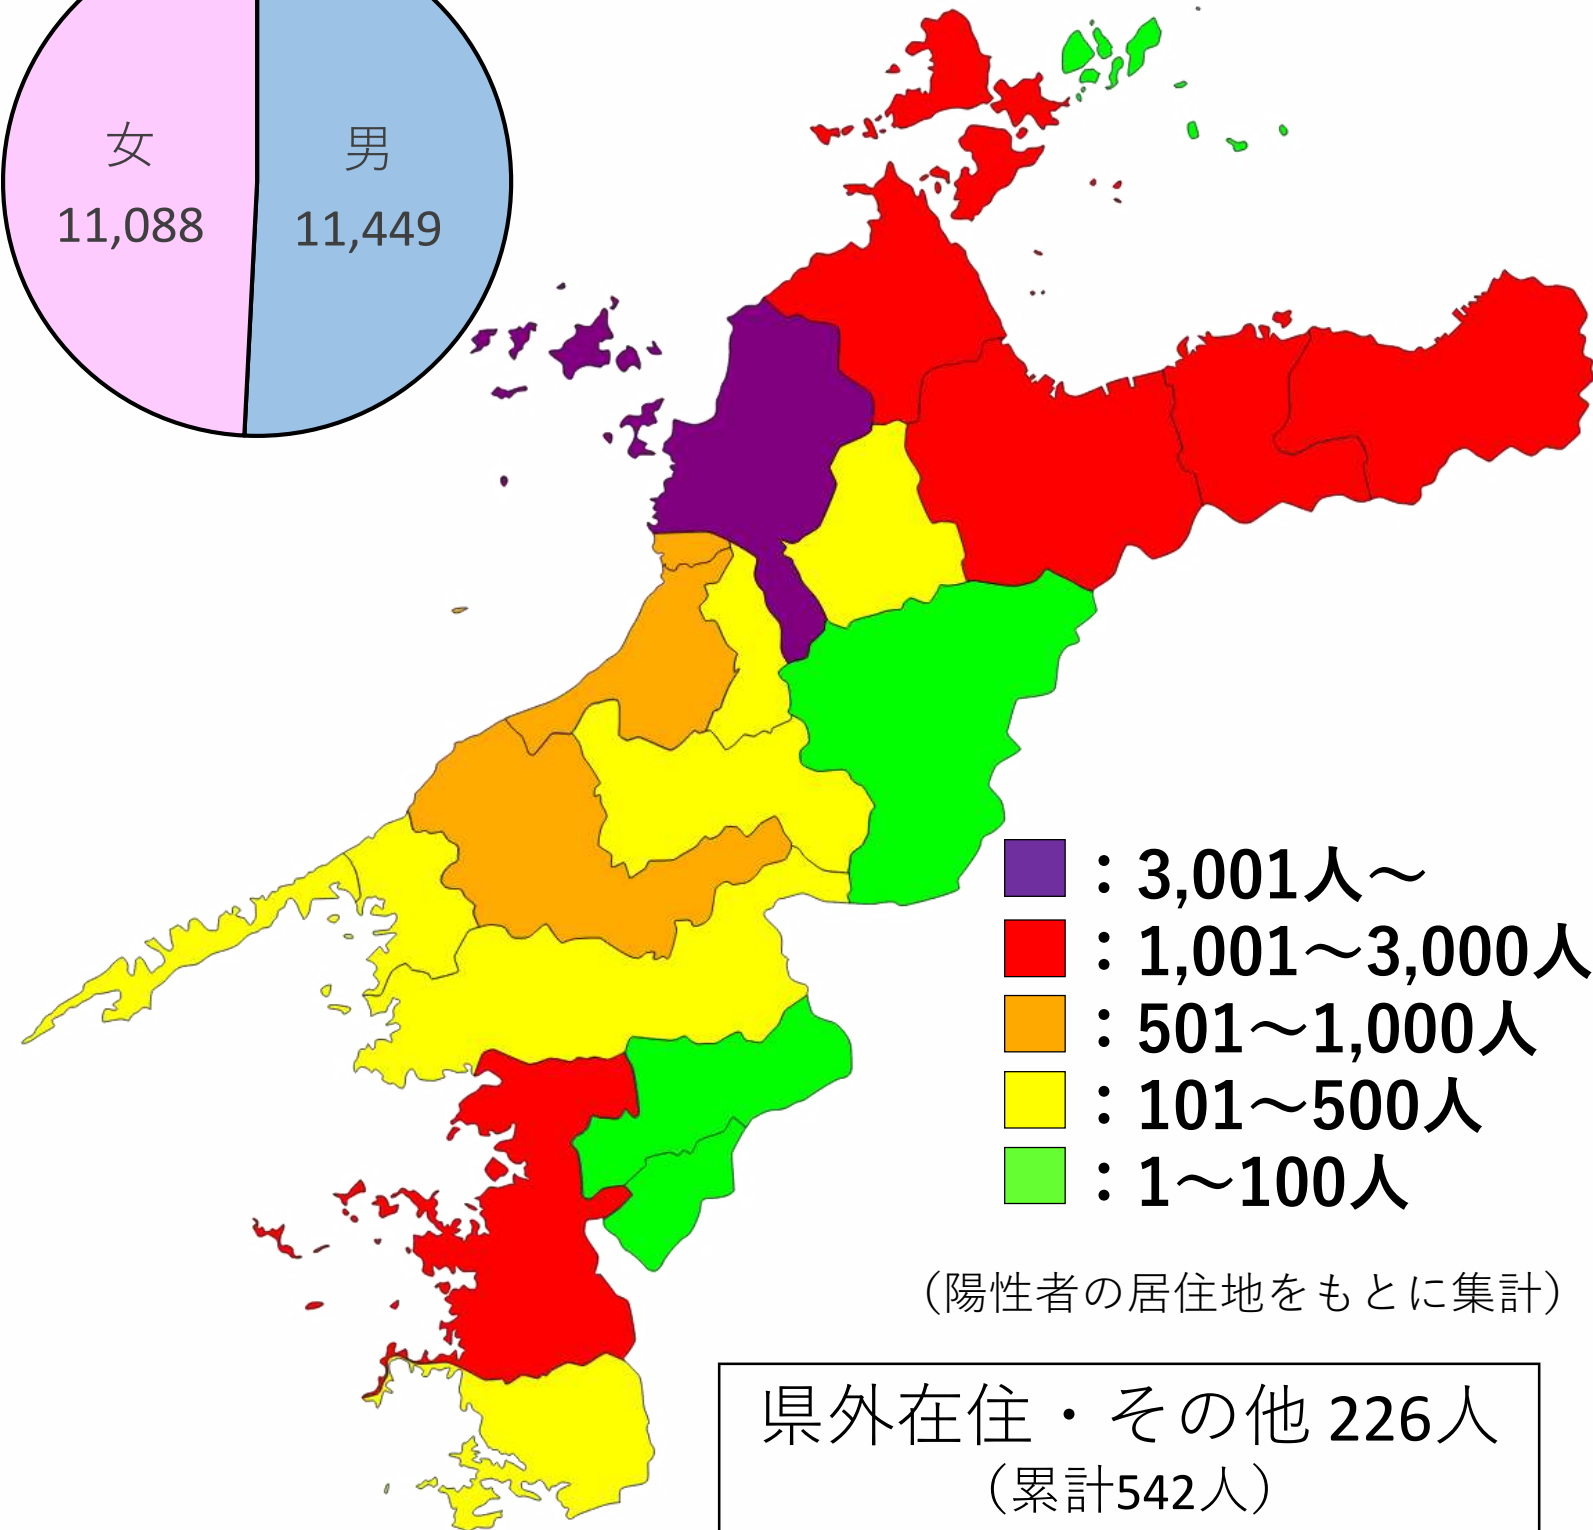 女
11,088
男
11,449
：3,001人～
：1,001～3,000人
：501～1,000人
：101～500人
：1～100人
（陽性者の居住地をもとに集計）
県外在住・その他 226人
（累計542人）